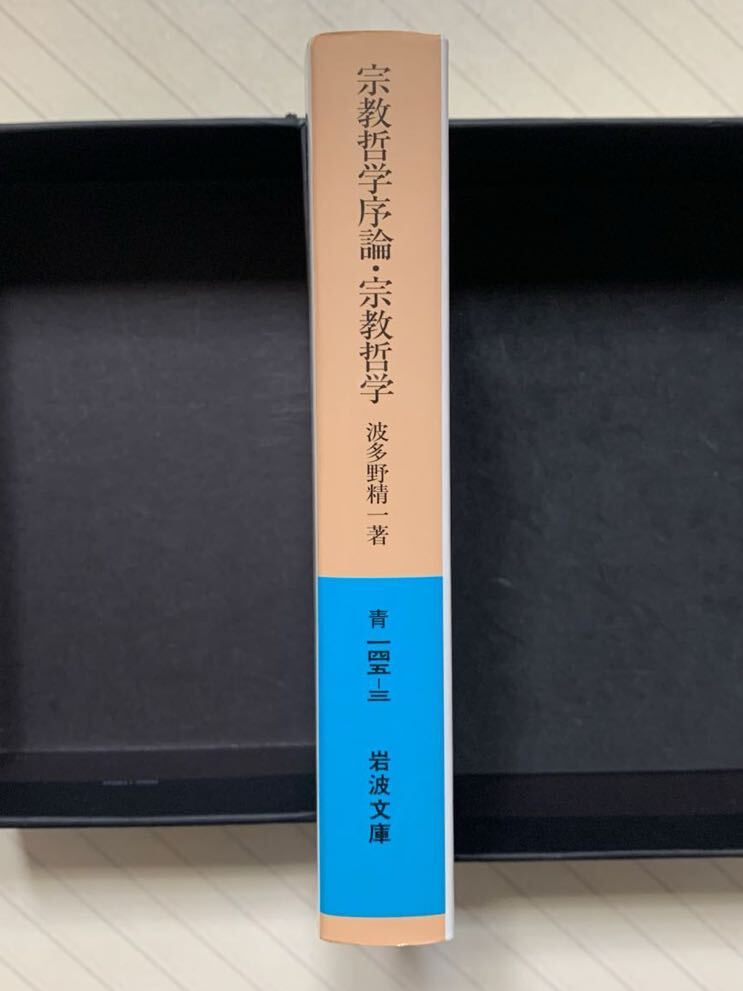 宗教哲学序論・宗教哲学
波多野精一著
青一四五-三
岩波文庫